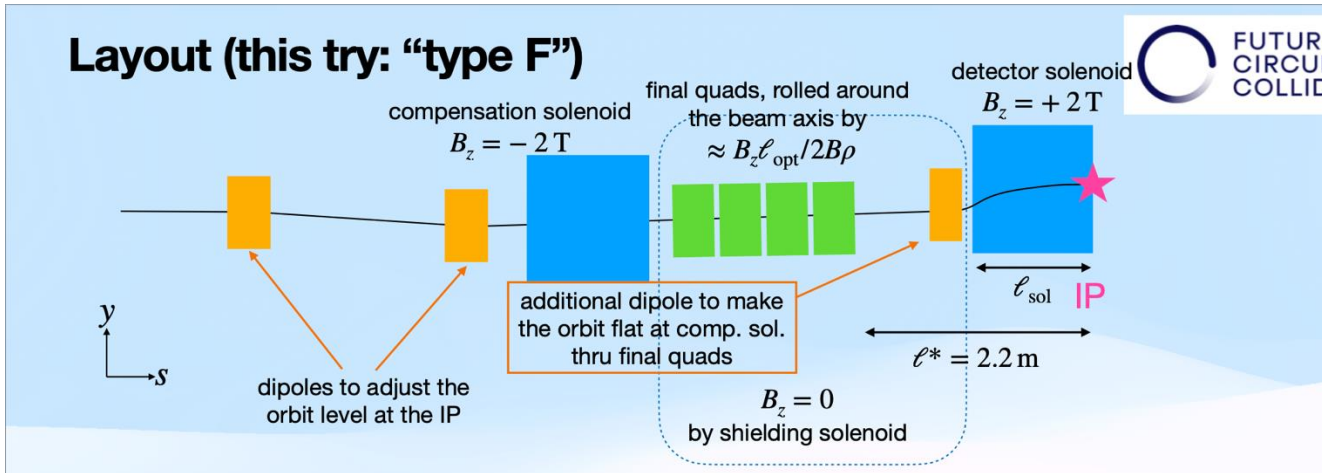 Layout (this try: “type F”)
FUTUR
CIRCU
COLLID
compensation solenoid
B_z = − 2 T
final quads, rolled around
the beam axis by
≈ B_zℓ_opt/2Bρ
detector solenoid
B_z = + 2 T
additional dipole to make
the orbit flat at comp. sol.
thru final quads
ℓ_sol
IP
ℓ* = 2.2 m
y
s
dipoles to adjust the
orbit level at the IP
B_z = 0
by shielding solenoid